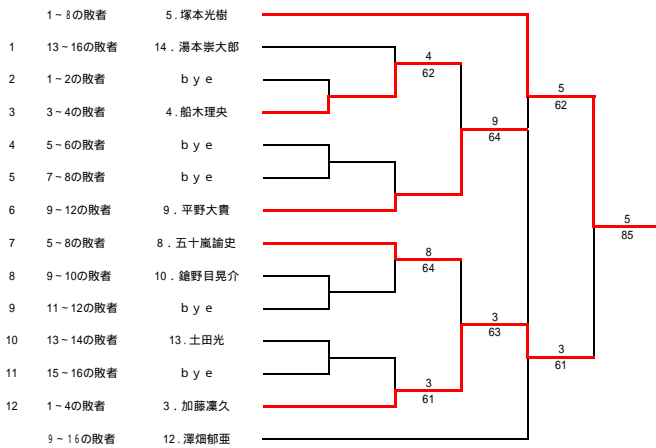 1~8の敗者 5.塚本光樹
1 13~16の敗者 14.湯本崇大郎
4
2 1~2の敗者 bye
62
5
3 3~4の敗者 4.船木理央
62
9
4 5~6の敗者 bye
64
5 7~8の敗者 bye
6 9~12の敗者 9.平野大貴
5
85
7 5~8の敗者 8.五十嵐諭史
8
64
8 9~10の敗者 10.鎗野目晃介
9 11~12の敗者 bye
3
63
10 13~14の敗者 13.土田光
3
61
11 15~16の敗者 bye
3
61
12 1~4の敗者 3.加藤凜久
9~16の敗者 12.澤畑郁亜